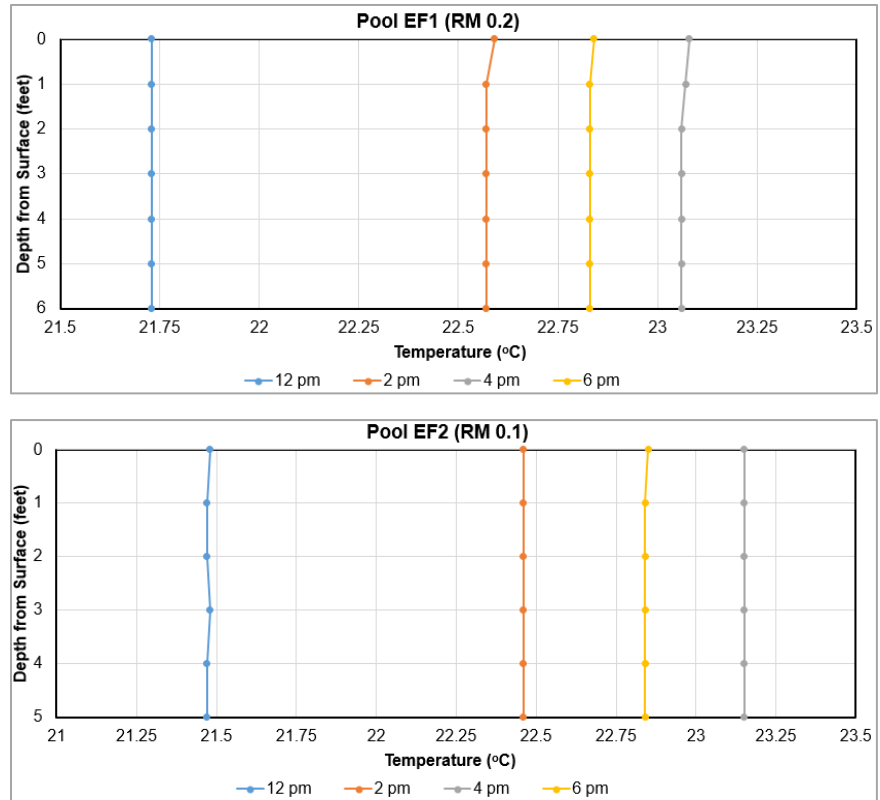 Pool EF1 (RM 0.2)
Depth from Surface (feet)
0
1
2
3
4
5
6
21.5 21.75 22 22.25 22.5 22.75 23 23.25 23.5
Temperature (ºC)
12 pm 2 pm 4 pm 6 pm
Pool EF2 (RM 0.1)
Depth from Surface (feet)
0
1
2
3
4
5
21 21.25 21.5 21.75 22 22.25 22.5 22.75 23 23.25 23.5
Temperature (ºC)
12 pm 2 pm 4 pm 6 pm